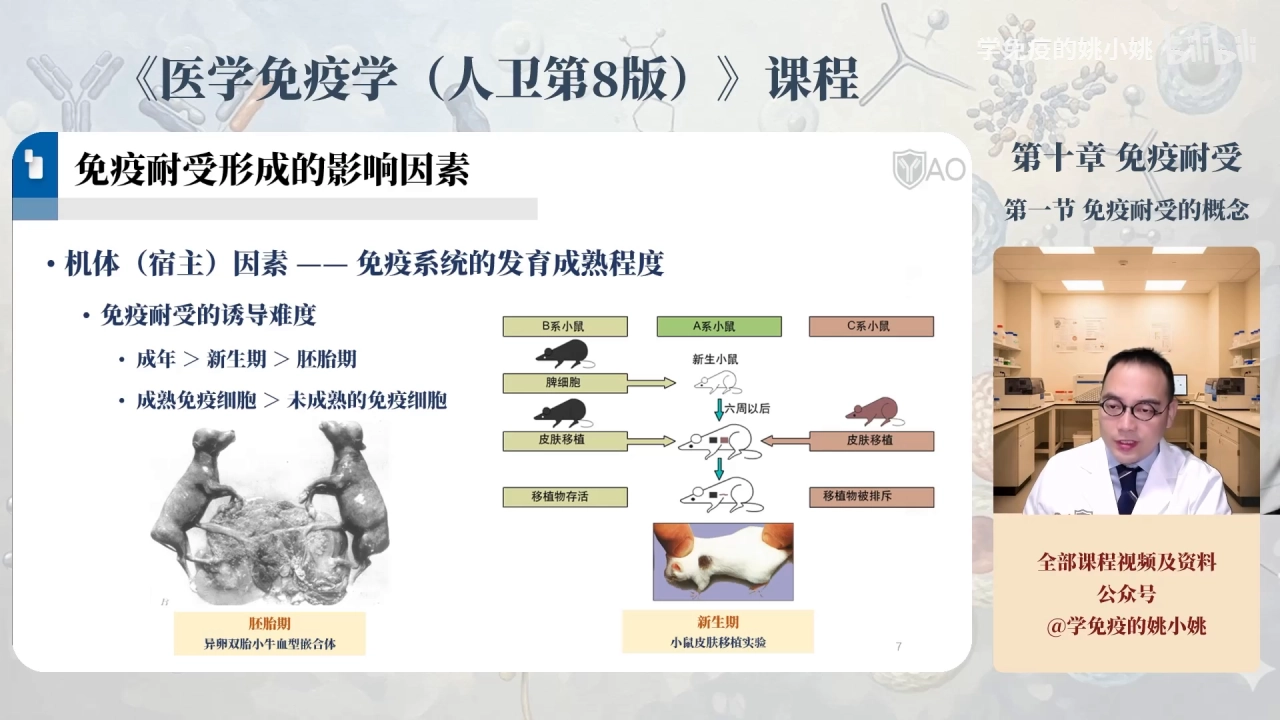 学免疫的姚小姚 bilibili
《医学免疫学（人卫第8版）》课程
免疫耐受形成的影响因素
AO
第十章 免疫耐受
第一节 免疫耐受的概念
• 机体（宿主）因素 —— 免疫系统的发育成熟程度
• 免疫耐受的诱导难度
• 成年 > 新生期 > 胚胎期
• 成熟免疫细胞 > 未成熟的免疫细胞
B系小鼠
A系小鼠
C系小鼠
新生小鼠
脾细胞
六周以后
皮肤移植
皮肤移植
移植物存活
移植物被排斥
胚胎期
异卵双胎小牛血型嵌合体
新生期
小鼠皮肤移植实验
7
全部课程视频及资料
公众号
@学免疫的姚小姚